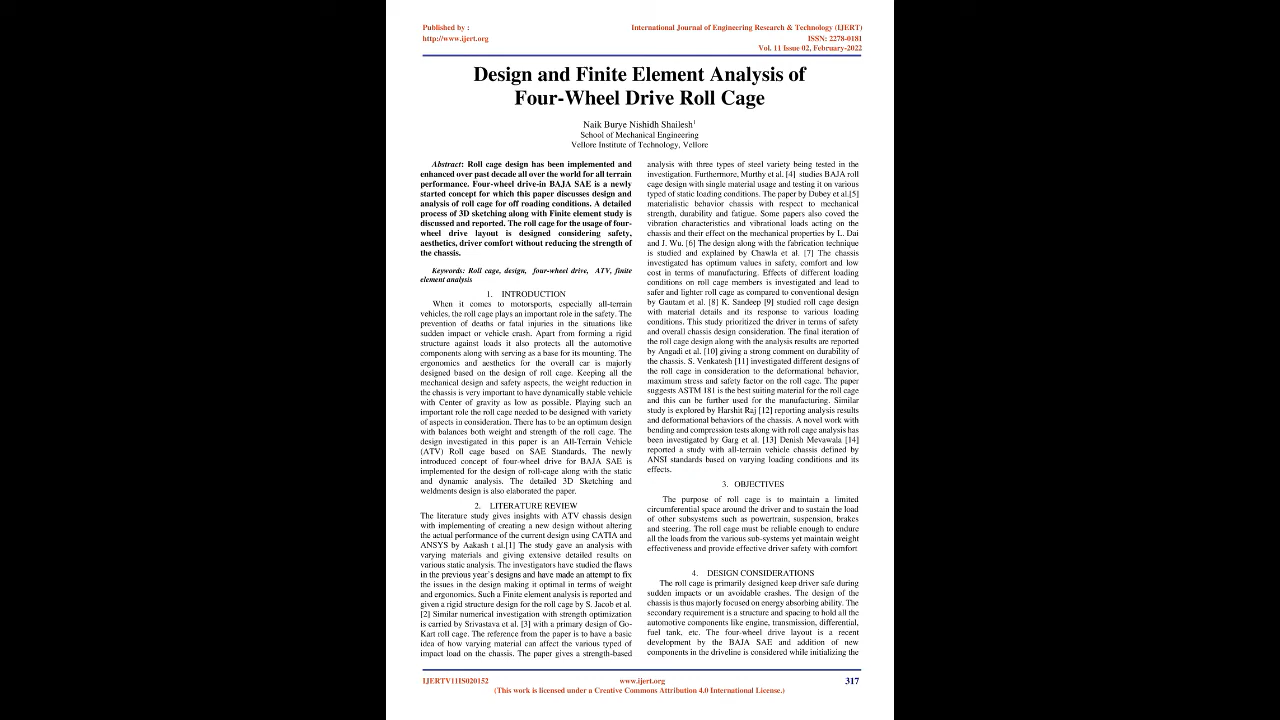 Published by :
http://www.ijert.org
International Journal of Engineering Research & Technology (IJERT)
ISSN: 2278-0181
Vol. 11 Issue 02, February-2022
Design and Finite Element Analysis of
Four-Wheel Drive Roll Cage
Naik Burye Nishidh Shailesh1
School of Mechanical Engineering
Vellore Institute of Technology, Vellore
Abstract: Roll cage design has been implemented and
enhanced over past decade all over the world for all terrain
performance. Four-wheel drive-in BAJA SAE is a newly
started concept for which this paper discusses design and
analysis of roll cage for off roading conditions. A detailed
process of 3D sketching along with Finite element study is
discussed and reported. The roll cage for the usage of four-
wheel drive layout is designed considering safety,
aesthetics, driver comfort without reducing the strength of
the chassis.
Keywords: Roll cage, design, four-wheel drive, ATV, finite
element analysis
1. INTRODUCTION
When it comes to motorsports, especially all-terrain
vehicles, the roll cage plays an important role in the safety. The
prevention of deaths or fatal injuries in the situations like
sudden impact or vehicle crash. Apart from forming a rigid
structure against loads it also protects all the automotive
components along with serving as a base for its mounting. The
ergonomics and aesthetics for the overall car is majorly
designed based on the design of roll cage. Keeping all the
mechanical design and safety aspects, the weight reduction in
the chassis is very important to have dynamically stable vehicle
with Center of gravity as low as possible. Playing such an
important role the roll cage needed to be designed with variety
of aspects in consideration. There has to be an optimum design
with balances both weight and strength of the roll cage. The
design investigated in this paper is an All-Terrain Vehicle
(ATV) Roll cage based on SAE Standards. The newly
introduced concept of four-wheel drive for BAJA SAE is
implemented for the design of roll-cage along with the static
and dynamic analysis. The detailed 3D Sketching and
weldments design is also elaborated the paper.
2. LITERATURE REVIEW
The literature study gives insights with ATV chassis design
with implementing of creating a new design without altering
the actual performance of the current design using CATIA and
ANSYS by Aakash t al.[1] The study gave an analysis with
varying materials and giving extensive detailed results on
various static analysis. The investigators have studied the flaws
in the previous year's designs and have made an attempt to fix
the issues in the design making it optimal in terms of weight
and ergonomics. Such a Finite element analysis is reported and
given a rigid structure design for the roll cage by S. Jacob et al.
[2] Similar numerical investigation with strength optimization
is carried by Srivastava et al. [3] with a primary design of Go-
Kart roll cage. The reference from the paper is to have a basic
idea of how varying material can affect the various typed of
impact load on the chassis. The paper gives a strength-based
analysis with three types of steel variety being tested in the
investigation. Furthermore, Murthy et al. [4] studies BAJA roll
cage design with single material usage and testing it on various
typed of static loading conditions. The paper by Dubey et al.[5]
materialistic behavior chassis with respect to mechanical
strength, durability and fatigue. Some papers also coved the
vibration characteristics and vibrational loads acting on the
chassis and their effect on the mechanical properties by L. Dai
and J. Wu. [6] The design along with the fabrication technique
is studied and explained by Chawla et al. [7] The chassis
investigated has optimum values in safety, comfort and low
cost in terms of manufacturing. Effects of different loading
conditions on roll cage members is investigated and lead to
safer and lighter roll cage as compared to conventional design
by Gautam et al. [8] K. Sandeep [9] studied roll cage design
with material details and its response to various loading
conditions. This study prioritized the driver in terms of safety
and overall chassis design consideration. The final iteration of
the roll cage design along with the analysis results are reported
by Angadi et al. [10] giving a strong comment on durability of
the chassis. S. Venkatesh [11] investigated different designs of
the roll cage in consideration to the deformational behavior,
maximum stress and safety factor on the roll cage. The paper
suggests ASTM 181 is the best suiting material for the roll cage
and this can be further used for the manufacturing. Similar
study is explored by Harshit Raj [12] reporting analysis results
and deformational behaviors of the chassis. A novel work with
bending and compression tests along with roll cage analysis has
been investigated by Garg et al. [13] Denish Mevawala [14]
reported a study with all-terrain vehicle chassis defined by
ANSI standards based on varying loading conditions and its
effects.
3. OBJECTIVES
The purpose of roll cage is to maintain a limited
circumferential space around the driver and to sustain the load
of other subsystems such as powertrain, suspension, brakes
and steering. The roll cage must be reliable enough to endure
all the loads from the various sub-systems yet maintain weight
effectiveness and provide effective driver safety with comfort
4. DESIGN CONSIDERATIONS
The roll cage is primarily designed keep driver safe during
sudden impacts or un avoidable crashes. The design of the
chassis is thus majorly focused on energy absorbing ability. The
secondary requirement is a structure and spacing to hold all the
automotive components like engine, transmission, differential,
fuel tank, etc. The four-wheel drive layout is a recent
development by the BAJA SAE and addition of new
components in the driveline is considered while initializing the
IJERTV11IS020152
www.ijert.org
317
(This work is licensed under a Creative Commons Attribution 4.0 International License.)